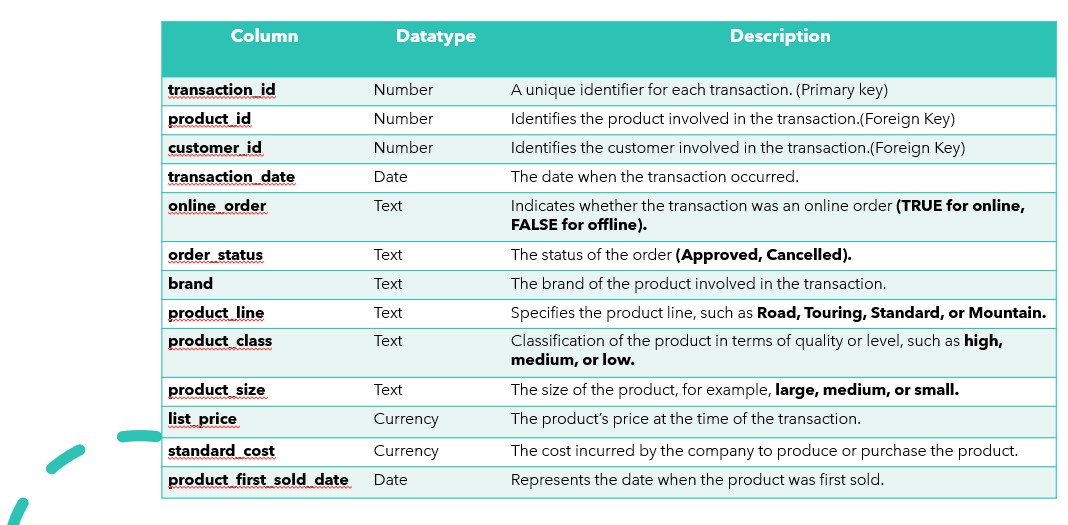 Column Datatype Description
transaction_id Number A unique identifier for each transaction. (Primary key)
product_id Number Identifies the product involved in the transaction.(Foreign Key)
customer_id Number Identifies the customer involved in the transaction.(Foreign Key)
transaction_date Date The date when the transaction occurred.
online_order Text Indicates whether the transaction was an online order (TRUE for online,
FALSE for offline).
order_status Text The status of the order (Approved, Cancelled).
brand Text The brand of the product involved in the transaction.
product_line Text Specifies the product line, such as Road, Touring, Standard, or Mountain.
product_class Text Classification of the product in terms of quality or level, such as high,
medium, or low.
product_size Text The size of the product, for example, large, medium, or small.
list_price Currency The product’s price at the time of the transaction.
standard_cost Currency The cost incurred by the company to produce or purchase the product.
product_first_sold_date Date Represents the date when the product was first sold.